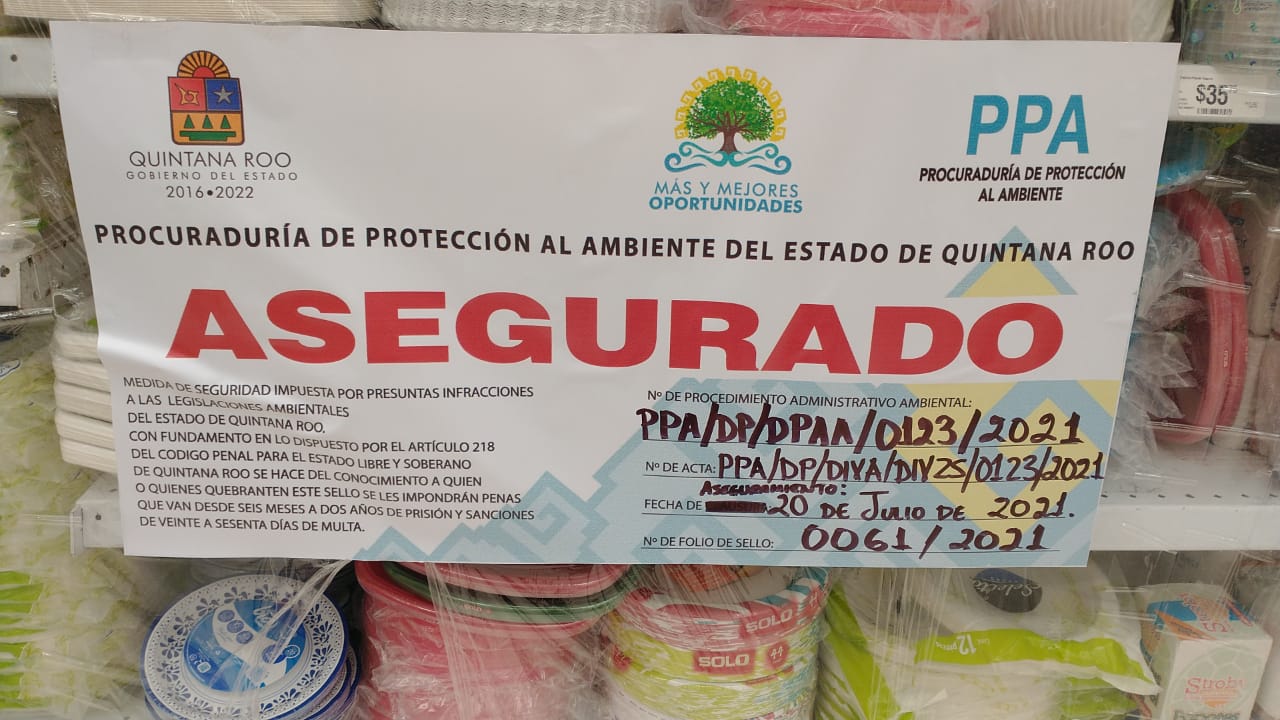 $35
QUINTANA ROO
GOBIERNO DEL ESTADO
2016•2022
MÁS Y MEJORES
OPORTUNIDADES
PPA
PROCURADURÍA DE PROTECCIÓN
AL AMBIENTE
PROCURADURÍA DE PROTECCIÓN AL AMBIENTE DEL ESTADO DE QUINTANA ROO
ASEGURADO
MEDIDA DE SEGURIDAD IMPUESTA POR PRESUNTAS INFRACCIONES
A LAS LEGISLACIONES AMBIENTALES
DEL ESTADO DE QUINTANA ROO,
CON FUNDAMENTO EN LO DISPUESTO POR EL ARTÍCULO 218
DEL CODIGO PENAL PARA EL ESTADO LIBRE Y SOBERANO
DE QUINTANA ROO SE HACE DEL CONOCIMIENTO A QUIEN
O QUIENES QUEBRANTEN ESTE SELLO SE LES IMPONDRÁN PENAS
QUE VAN DESDE SEIS MESES A DOS AÑOS DE PRISIÓN Y SANCIONES
DE VEINTE A SESENTA DÍAS DE MULTA.
Nº DE PROCEDIMIENTO ADMINISTRATIVO AMBIENTAL:
PPA/DP/DPAA/0123/2021
Nº DE ACTA: PPA/DP/DIVA/DIVZS/0123/2021
ASEGURAMIENTO:
FECHA DE 20 DE JULIO DE 2021.
Nº DE FOLIO DE SELLO: 0061/2021
SOLO
SOLO 44
12 piezas